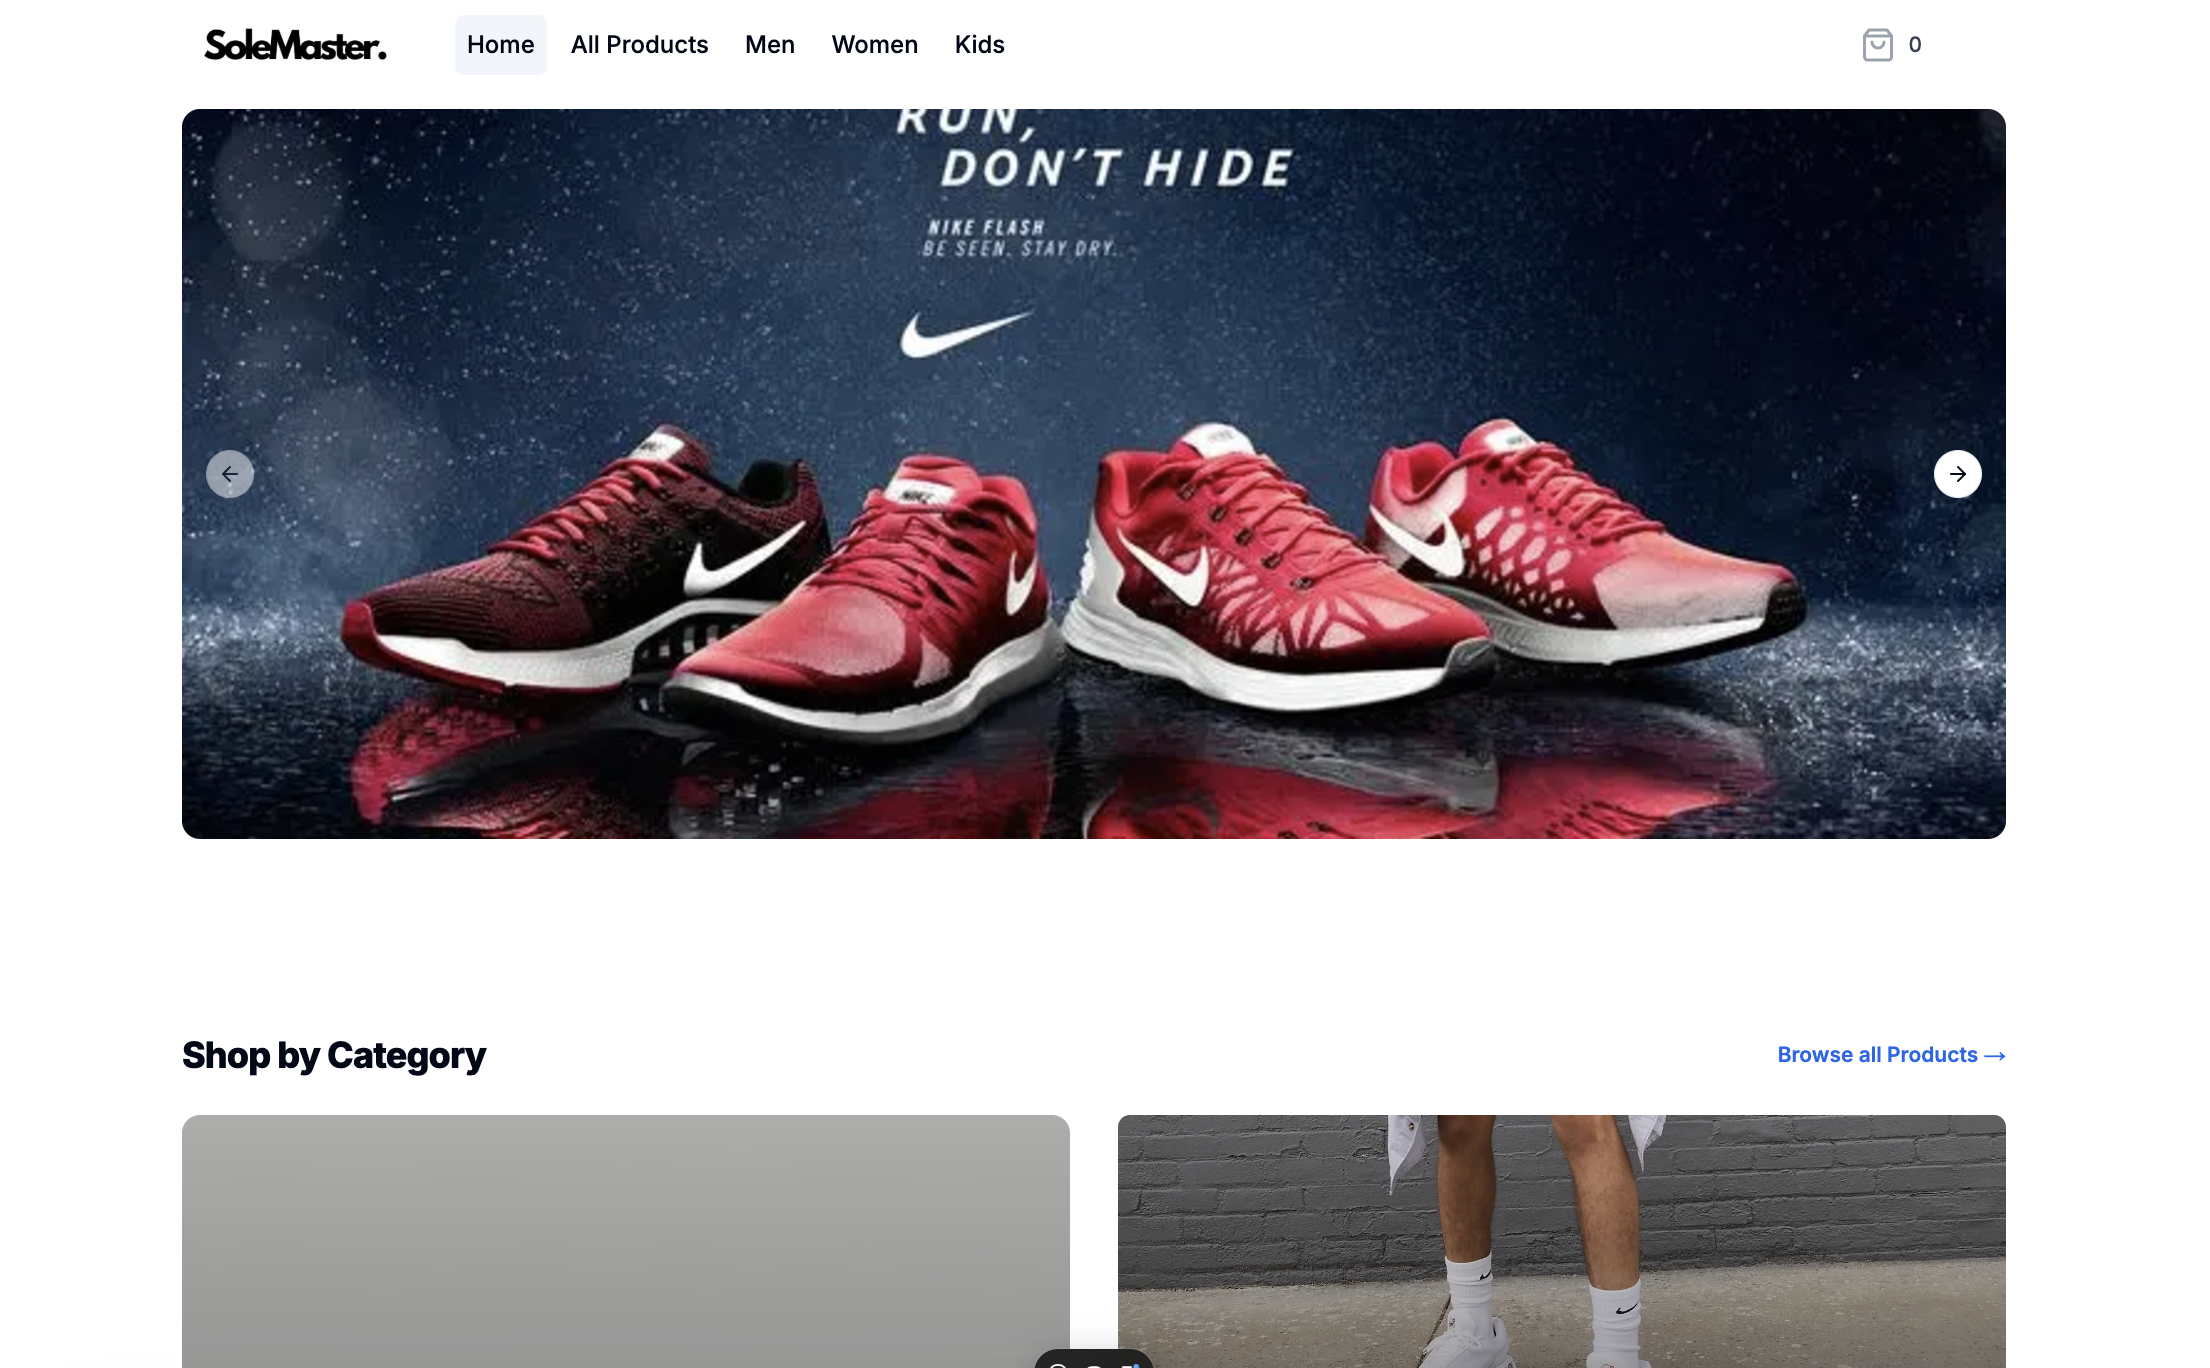 SoleMaster.
Home
All Products
Men
Women
Kids
0
RUN,
DON'T HIDE
NIKE FLASH
BE SEEN. STAY DRY.
Shop by Category
Browse all Products →